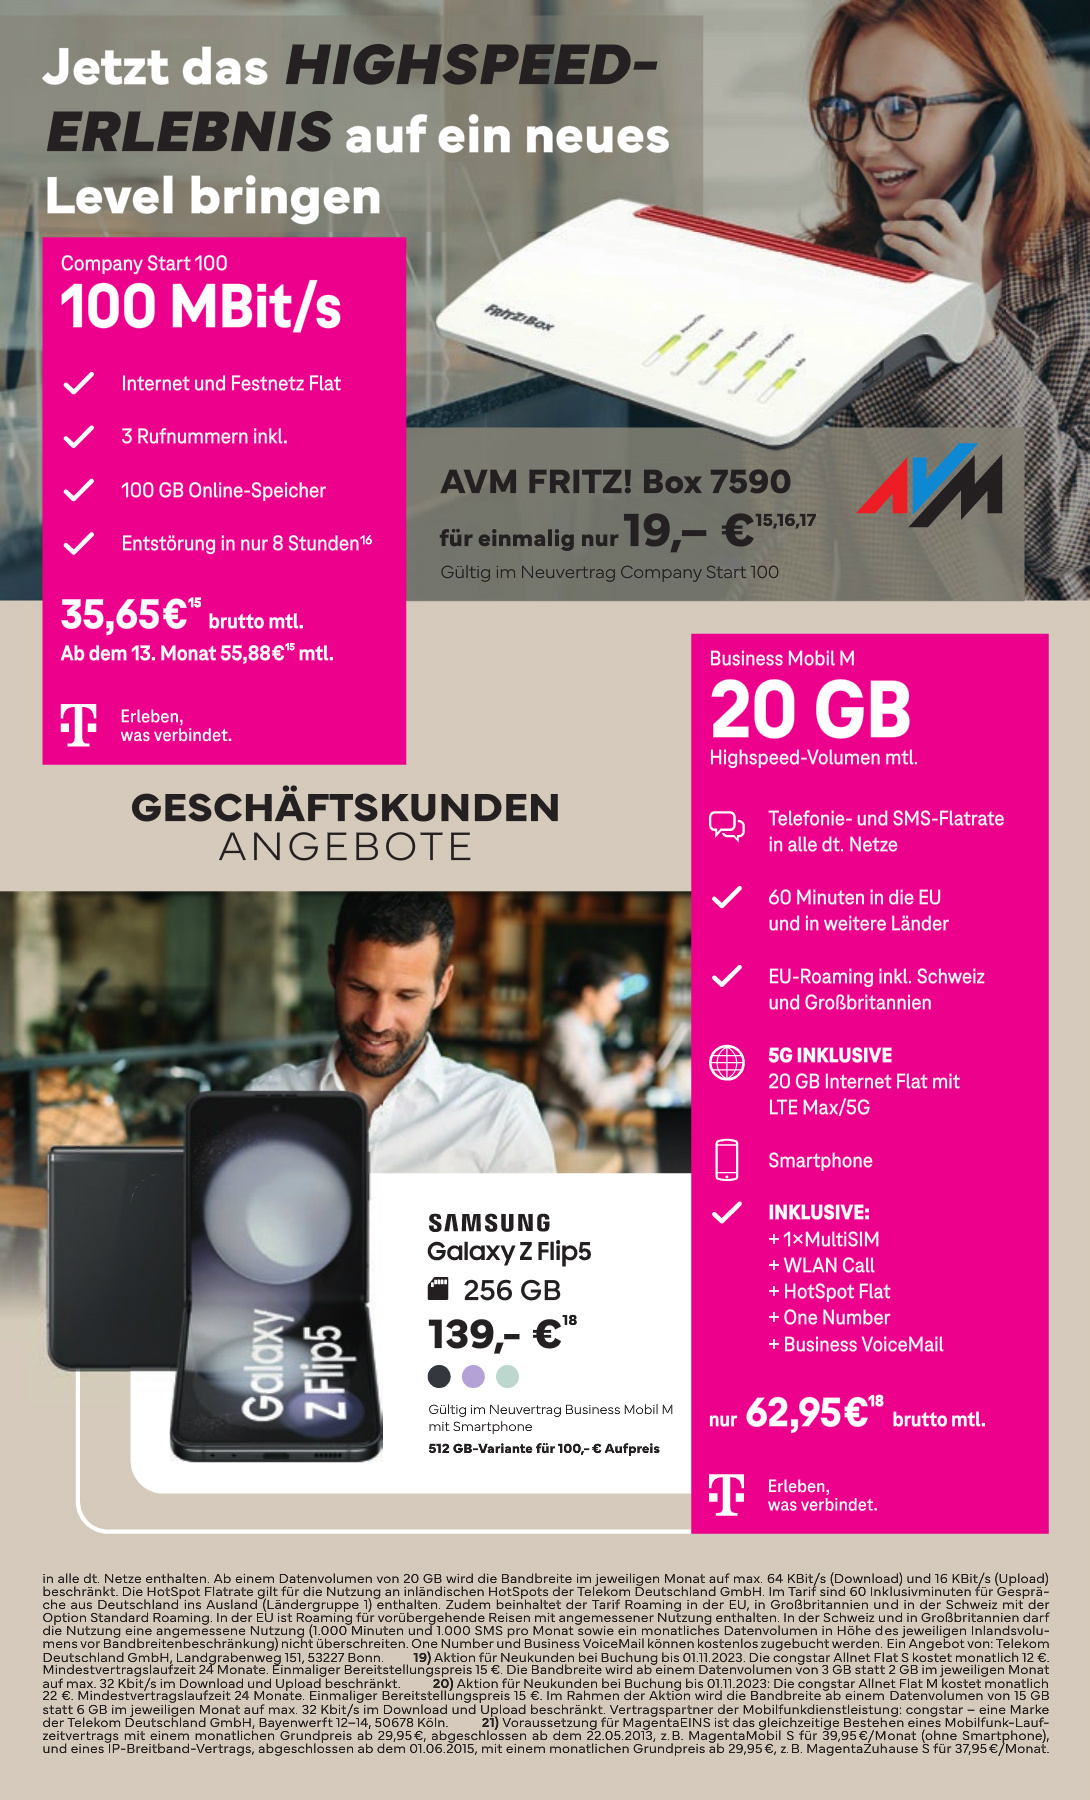 Jetzt das HIGHSPEED-
ERLEBNIS auf ein neues
Level bringen
Company Start 100
100 MBit/s
Internet und Festnetz Flat
3 Rufnummern inkl.
100 GB Online-Speicher
Entstörung in nur 8 Stunden16
35,65€15 brutto mtl.
Ab dem 13. Monat 55,88€15 mtl.
T Erleben,
was verbindet.
FRITZ!Box
AVM FRITZ! Box 7590
für einmalig nur 19,– €15,16,17
Gültig im Neuvertrag Company Start 100
AVM
GESCHÄFTSKUNDEN
ANGEBOTE
Business Mobil M
20 GB
Highspeed-Volumen mtl.
Telefonie- und SMS-Flatrate
in alle dt. Netze
60 Minuten in die EU
und in weitere Länder
EU-Roaming inkl. Schweiz
und Großbritannien
5G INKLUSIVE
20 GB Internet Flat mit
LTE Max/5G
Smartphone
INKLUSIVE:
+ 1×MultiSIM
+ WLAN Call
+ HotSpot Flat
+ One Number
+ Business VoiceMail
nur 62,95€18 brutto mtl.
T Erleben,
was verbindet.
Galaxy
Z Flip5
SAMSUNG
Galaxy Z Flip5
256 GB
139,- €18
Gültig im Neuvertrag Business Mobil M
mit Smartphone
512 GB-Variante für 100,- € Aufpreis
in alle dt. Netze enthalten. Ab einem Datenvolumen von 20 GB wird die Bandbreite im jeweiligen Monat auf max. 64 KBit/s (Download) und 16 KBit/s (Upload)
beschränkt. Die HotSpot Flatrate gilt für die Nutzung an inländischen HotSpots der Telekom Deutschland GmbH. Im Tarif sind 60 Inklusivminuten für Gesprä-
che aus Deutschland ins Ausland (Ländergruppe 1) enthalten. Zudem beinhaltet der Tarif Roaming in der EU, in Großbritannien und in der Schweiz mit der
Option Standard Roaming. In der EU ist Roaming für vorübergehende Reisen mit angemessener Nutzung enthalten. In der Schweiz und in Großbritannien darf
die Nutzung eine angemessene Nutzung (1.000 Minuten und 1.000 SMS pro Monat sowie ein monatliches Datenvolumen in Höhe des jeweiligen Inlandsvolu-
mens vor Bandbreitenbeschränkung) nicht überschreiten. One Number und Business VoiceMail können kostenlos zugebucht werden. Ein Angebot von: Telekom
Deutschland GmbH, Landgrabenweg 151, 53227 Bonn. 19) Aktion für Neukunden bei Buchung bis 01.11.2023. Die congstar Allnet Flat S kostet monatlich 12 €.
Mindestvertragslaufzeit 24 Monate. Einmaliger Bereitstellungspreis 15 €. Die Bandbreite wird ab einem Datenvolumen von 3 GB statt 2 GB im jeweiligen Monat
auf max. 32 Kbit/s im Download und Upload beschränkt. 20) Aktion für Neukunden bei Buchung bis 01.11.2023: Die congstar Allnet Flat M kostet monatlich
22 €. Mindestvertragslaufzeit 24 Monate. Einmaliger Bereitstellungspreis 15 €. Im Rahmen der Aktion wird die Bandbreite ab einem Datenvolumen von 15 GB
statt 6 GB im jeweiligen Monat auf max. 32 Kbit/s im Download und Upload beschränkt. Vertragspartner der Mobilfunkdienstleistung: congstar – eine Marke
der Telekom Deutschland GmbH, Bayenwerft 12–14, 50678 Köln. 21) Voraussetzung für MagentaEINS ist das gleichzeitige Bestehen eines Mobilfunk-Lauf-
zeitvertrags mit einem monatlichen Grundpreis ab 29,95€, abgeschlossen ab dem 22.05.2013, z.B. MagentaMobil S für 39,95€/Monat (ohne Smartphone),
und eines IP-Breitband-Vertrags, abgeschlossen ab dem 01.06.2015, mit einem monatlichen Grundpreis ab 29,95€, z.B. MagentaZuhause S für 37,95€/Monat.